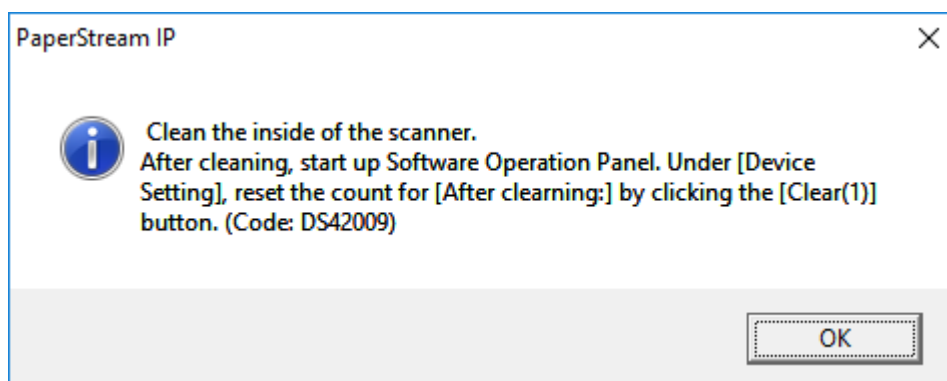 PaperStream IP
Clean the inside of the scanner.
After cleaning, start up Software Operation Panel. Under [Device
Setting], reset the count for [After clearning:] by clicking the [Clear(1)]
button. (Code: DS42009)
OK